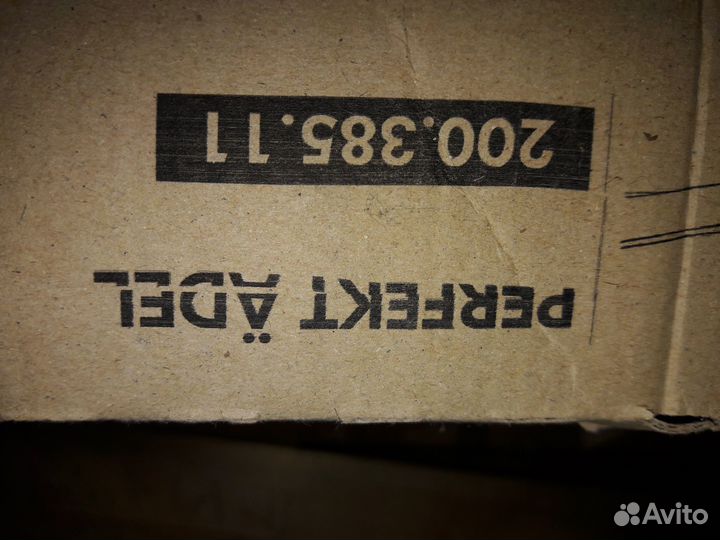 PERFEKT ÄDEL
200.385.11
Avito